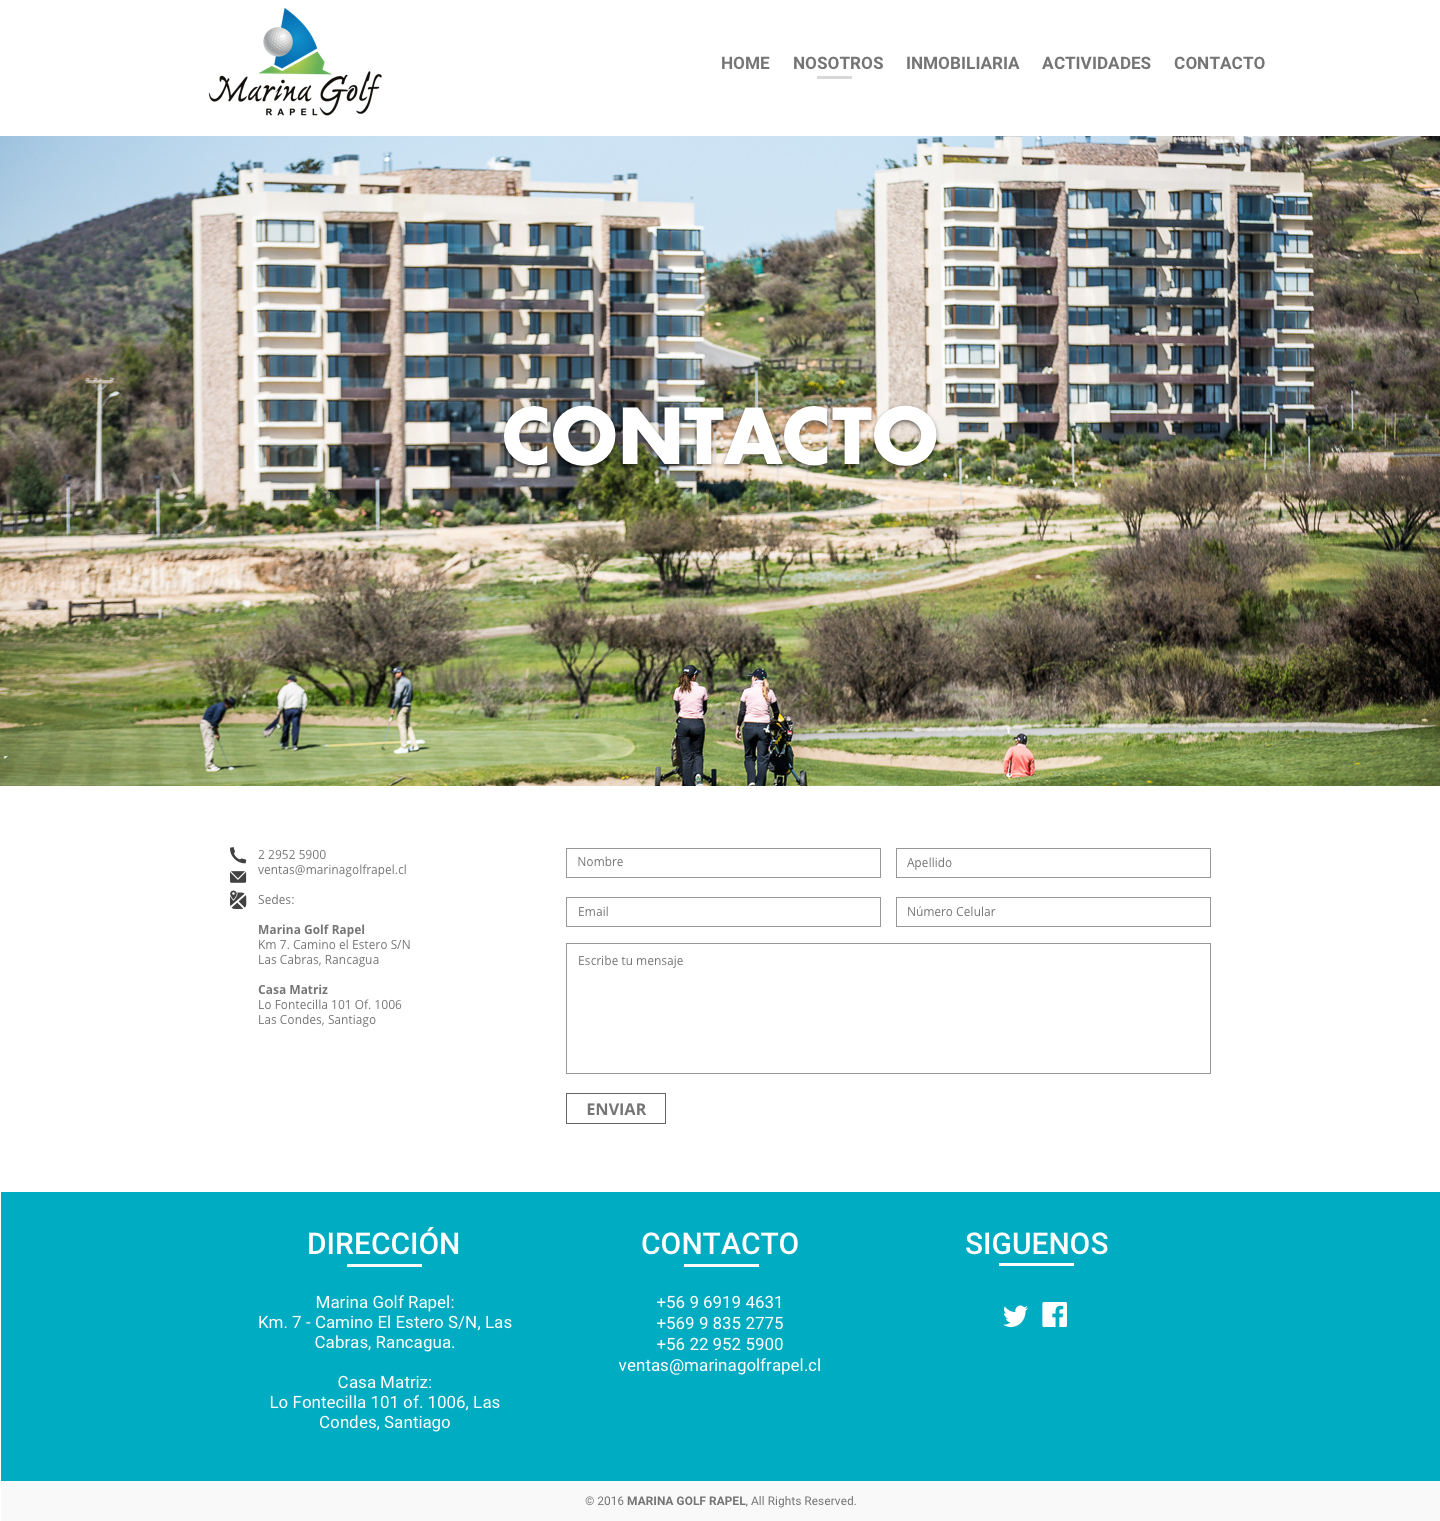 Marina Golf
RAPEL
HOME NOSOTROS INMOBILIARIA ACTIVIDADES CONTACTO
CONTACTO
2 2952 5900
ventas@marinagolfrapel.cl
Sedes:
Marina Golf Rapel
Km 7. Camino el Estero S/N
Las Cabras, Rancagua
Casa Matriz
Lo Fontecilla 101 Of. 1006
Las Condes, Santiago
Nombre
Apellido
Email
Número Celular
Escribe tu mensaje
ENVIAR
DIRECCIÓN
Marina Golf Rapel:
Km. 7 - Camino El Estero S/N, Las
Cabras, Rancagua.
Casa Matriz:
Lo Fontecilla 101 of. 1006, Las
Condes, Santiago
CONTACTO
+56 9 6919 4631
+569 9 835 2775
+56 22 952 5900
ventas@marinagolfrapel.cl
SIGUENOS
© 2016 MARINA GOLF RAPEL, All Rights Reserved.